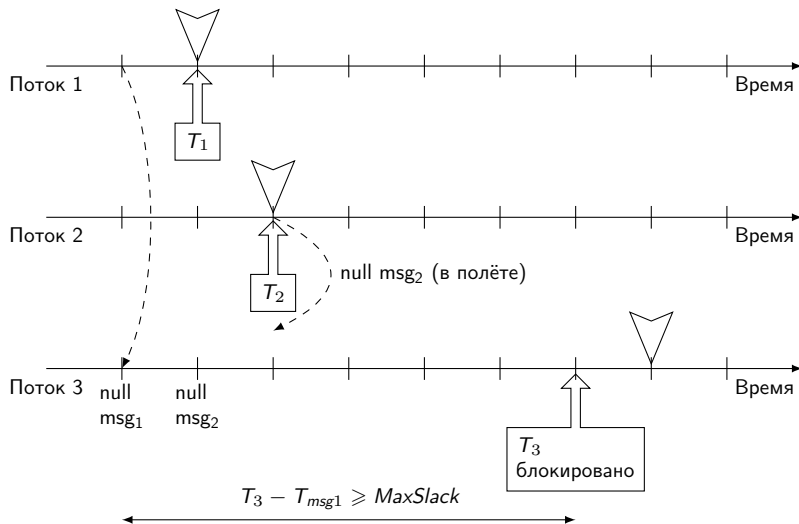 Поток 1
Время
T1
Поток 2
Время
null msg2 (в полёте)
T2
Поток 3
Время
null
msg1
null
msg2
T3
блокировано
T3 − Tmsg1 ⩾ MaxSlack